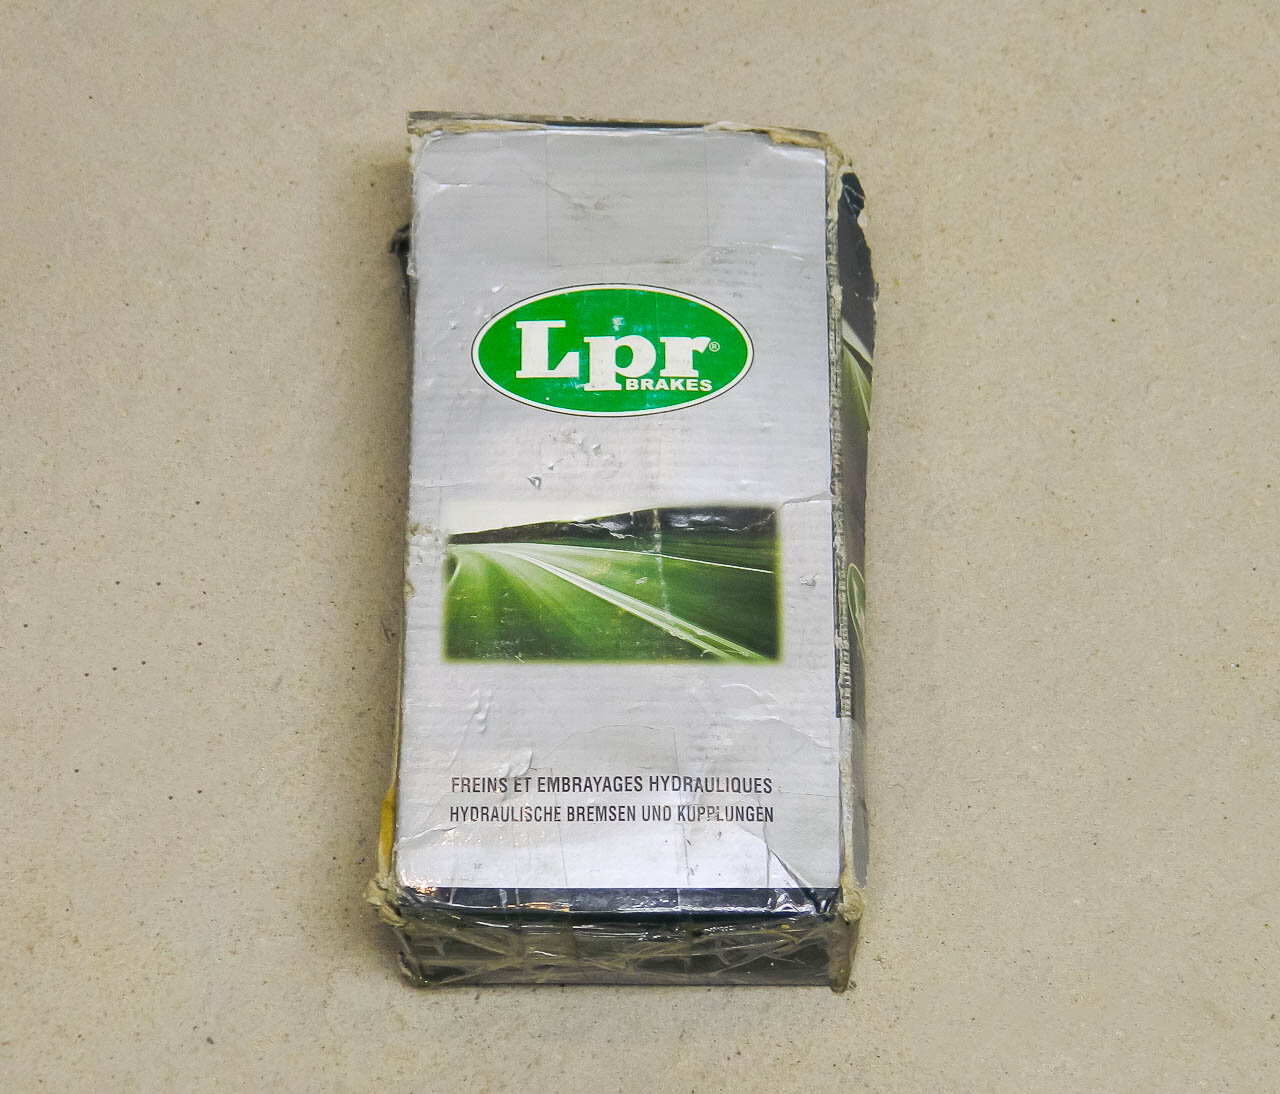 Lpr®
BRAKES
FREINS ET EMBRAYAGES HYDRAULIQUES
HYDRAULISCHE BREMSEN UND KUPPLUNGEN